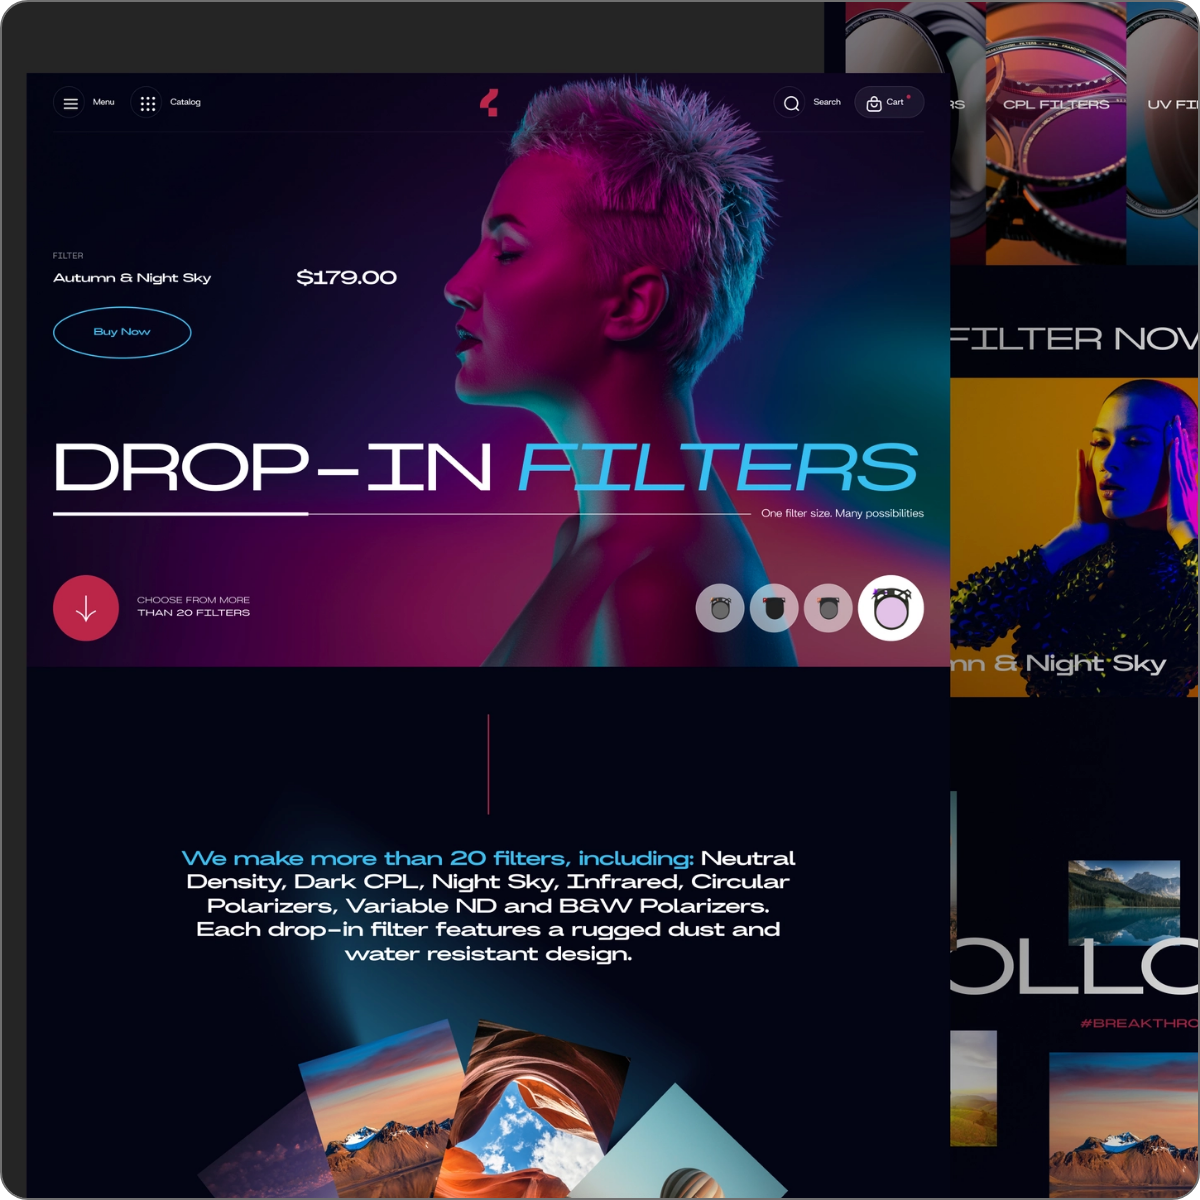 Menu
Catalog
Search
Cart
FILTER
Autumn & Night Sky
$179.00
Buy Now
DROP-IN FILTERS
One filter size. Many possibilities
CHOOSE FROM MORE
THAN 20 FILTERS
We make more than 20 filters, including: Neutral
Density, Dark CPL, Night Sky, Infrared, Circular
Polarizers, Variable ND and B&W Polarizers.
Each drop-in filter features a rugged dust and
water resistant design.
RS
CPL FILTERS
UV FI
FILTER NOV
mn & Night Sky
OLLO
#BREAKTHRO